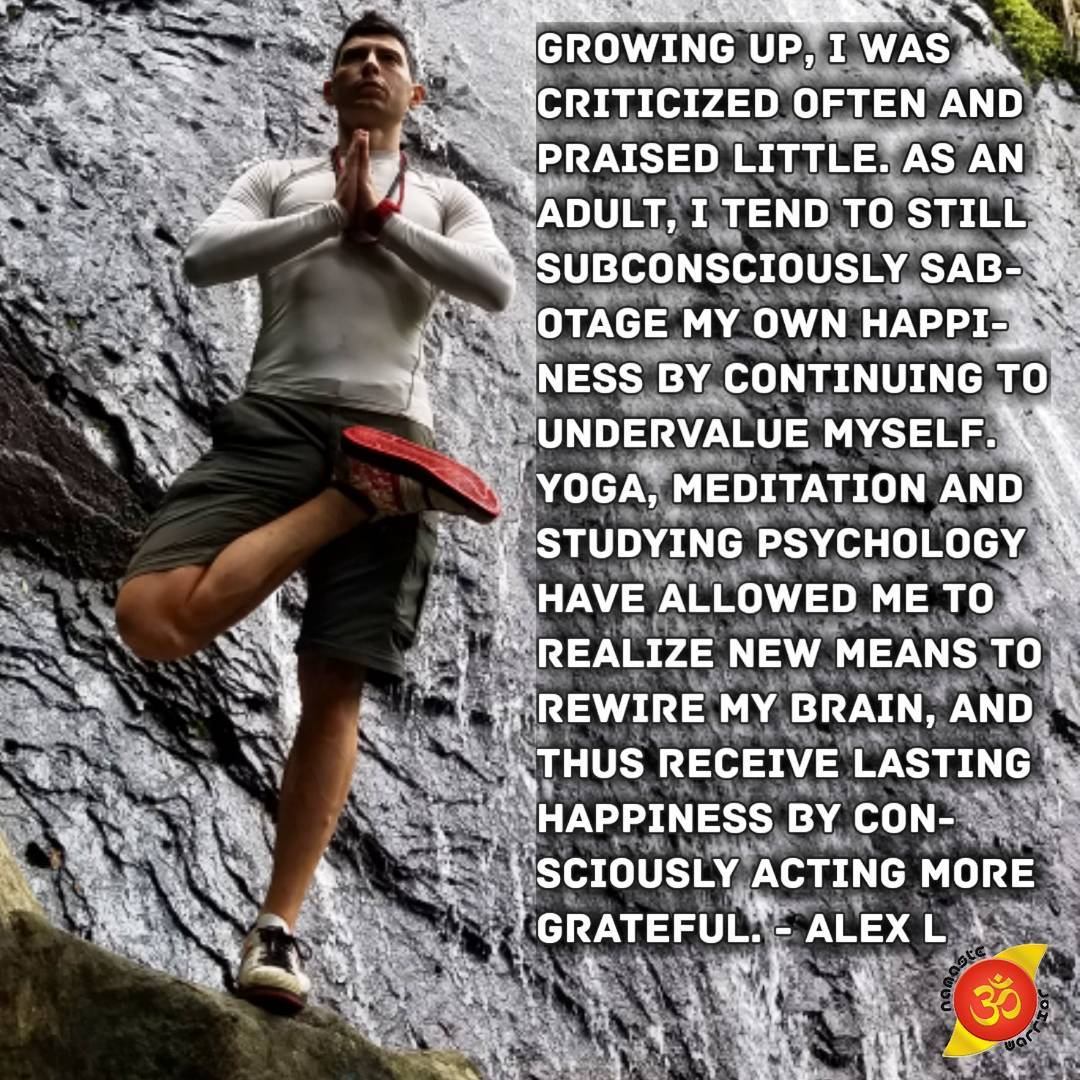 GROWING UP, I WAS
CRITICIZED OFTEN AND
PRAISED LITTLE. AS AN
ADULT, I TEND TO STILL
SUBCONSCIOUSLY SAB-
OTAGE MY OWN HAPPI-
NESS BY CONTINUING TO
UNDERVALUE MYSELF.
YOGA, MEDITATION AND
STUDYING PSYCHOLOGY
HAVE ALLOWED ME TO
REALIZE NEW MEANS TO
REWIRE MY BRAIN, AND
THUS RECEIVE LASTING
HAPPINESS BY CON-
SCIOUSLY ACTING MORE
GRATEFUL. - ALEX L
namaste
ॐ
warrior